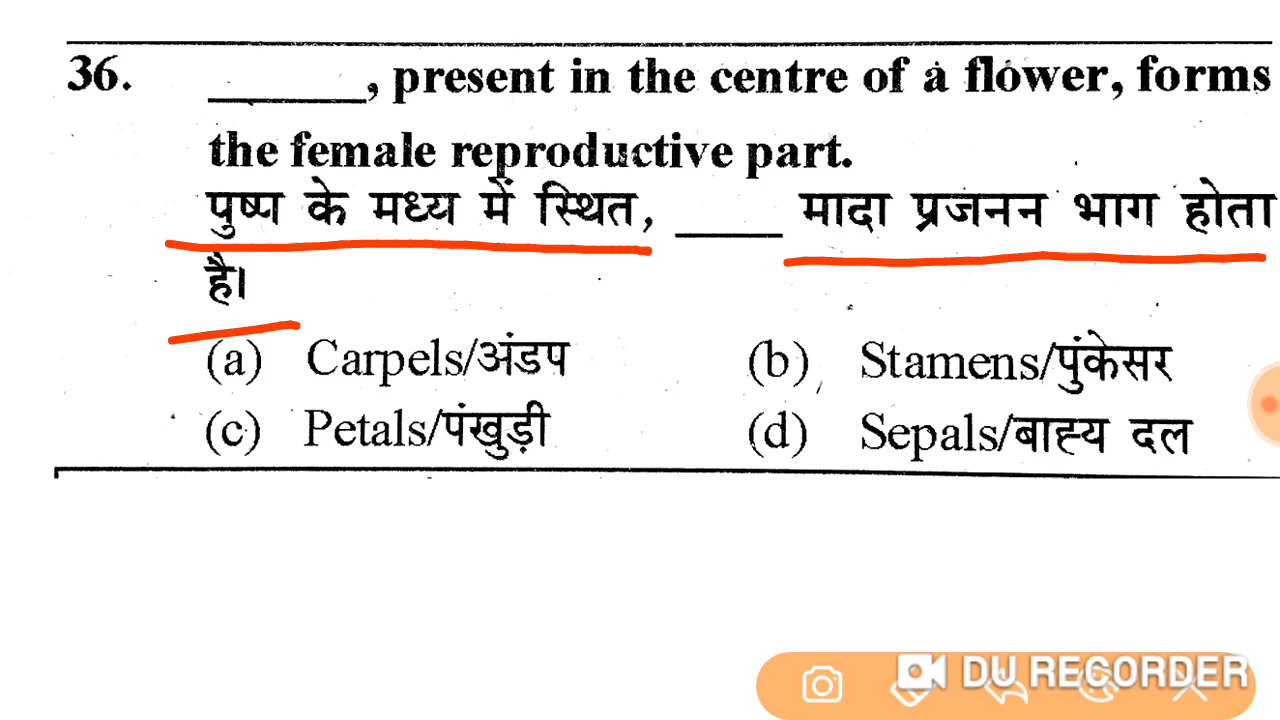 36. ______, present in the centre of a flower, forms
the female reproductive part.
पुष्प के मध्य में स्थित, ____ मादा प्रजनन भाग होता
है।
(a) Carpels/अंडप (b) Stamens/पुंकेसर
(c) Petals/पंखुड़ी (d) Sepals/बाह्य दल
DU RECORDER